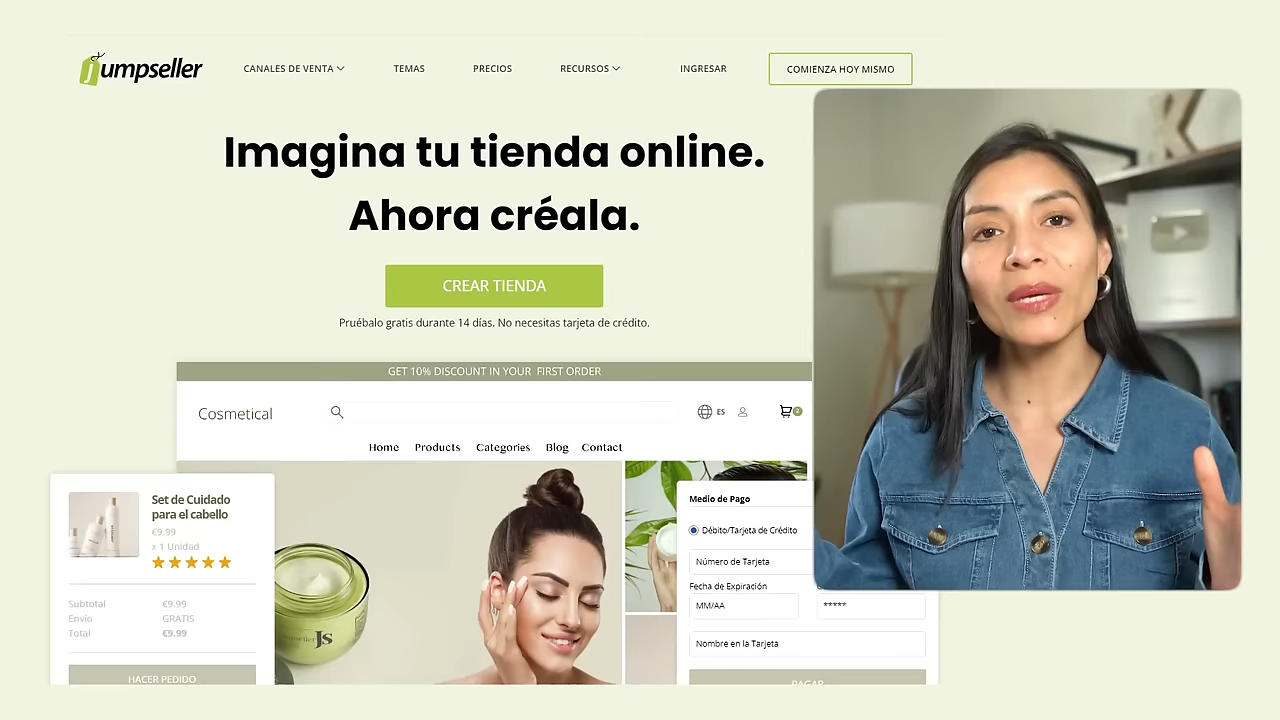 jumpseller
CANALES DE VENTA
TEMAS
PRECIOS
RECURSOS
INGRESAR
COMIENZA HOY MISMO
Imagina tu tienda online.
Ahora créala.
CREAR TIENDA
Pruébalo gratis durante 14 días. No necesitas tarjeta de crédito.
GET 10% DISCOUNT IN YOUR FIRST ORDER
Cosmetical
ES
Home Products Categories Blog Contact
Set de Cuidado
para el cabello
€9.99
x 1 Unidad
Subtotal €9.99
Envío GRATIS
Total €9.99
HACER PEDIDO
JS
Medio de Pago
Débito/Tarjeta de Crédito
Número de Tarjeta
Fecha de Expiración
MM/AA
*****
Nombre en la Tarjeta
PAGAR